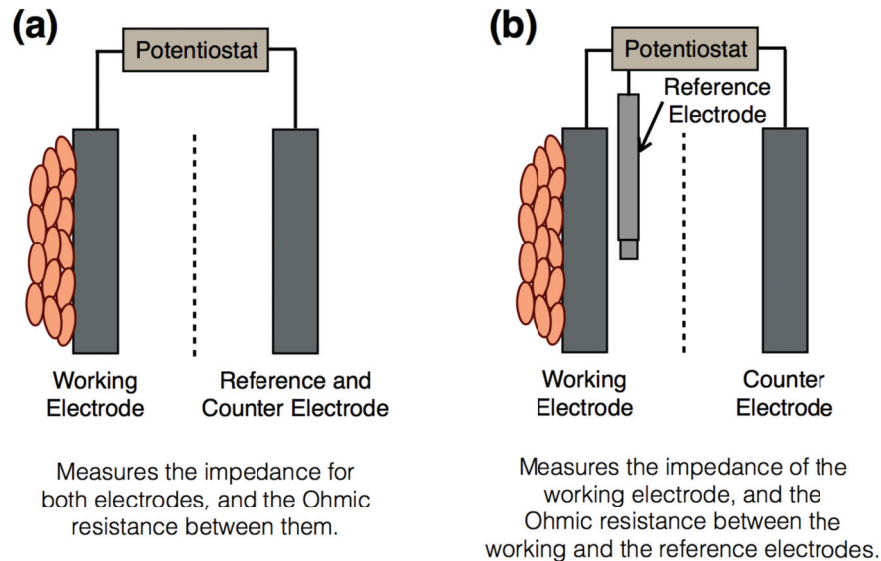 (a)
Potentiostat
Working
Electrode
Reference and
Counter Electrode
Measures the impedance for
both electrodes, and the Ohmic
resistance between them.
(b)
Potentiostat
Reference
Electrode
Working
Electrode
Counter
Electrode
Measures the impedance of the
working electrode, and the
Ohmic resistance between the
working and the reference electrodes.